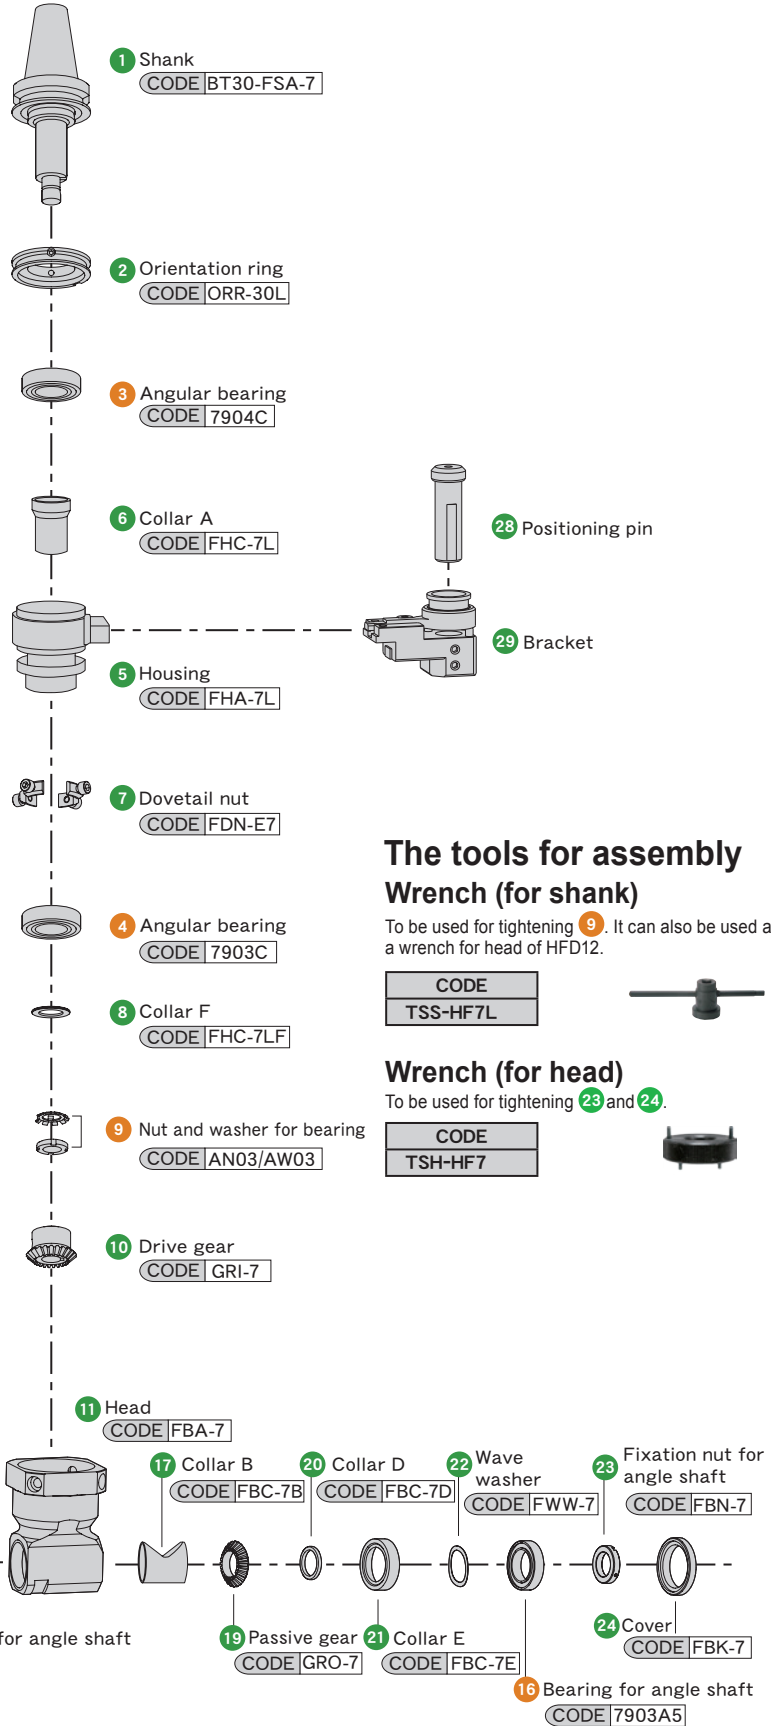 1 Shank
CODE BT30-FSA-7
2 Orientation ring
CODE ORR-30L
3 Angular bearing
CODE 7904C
6 Collar A
CODE FHC-7L
28 Positioning pin
29 Bracket
5 Housing
CODE FHA-7L
7 Dovetail nut
CODE FDN-E7
4 Angular bearing
CODE 7903C
8 Collar F
CODE FHC-7LF
9 Nut and washer for bearing
CODE AN03/AW03
10 Drive gear
CODE GRI-7
The tools for assembly
Wrench (for shank)
To be used for tightening 9. It can also be used a
a wrench for head of HFD12.
CODE
TSS-HF7L
Wrench (for head)
To be used for tightening 23 and 24.
CODE
TSH-HF7
11 Head
CODE FBA-7
17 Collar B
CODE FBC-7B
20 Collar D
CODE FBC-7D
22 Wave
washer
CODE FWW-7
23 Fixation nut for
angle shaft
CODE FBN-7
for angle shaft
19 Passive gear
CODE GRO-7
21 Collar E
CODE FBC-7E
24 Cover
CODE FBK-7
16 Bearing for angle shaft
CODE 7903A5